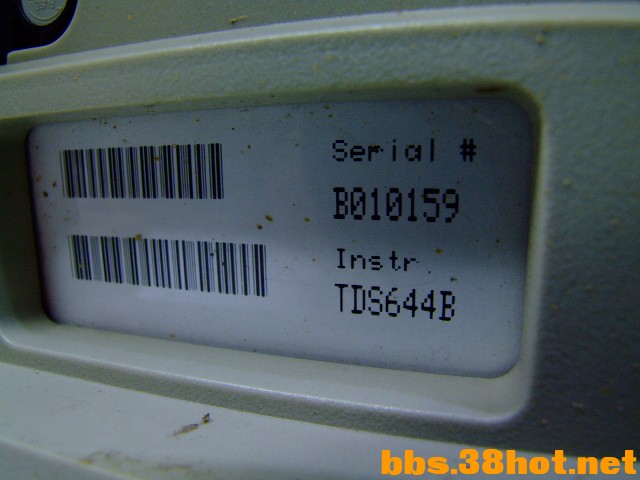 Serial #
B010159
Instr.
TDS644B
bbs.38hot.net